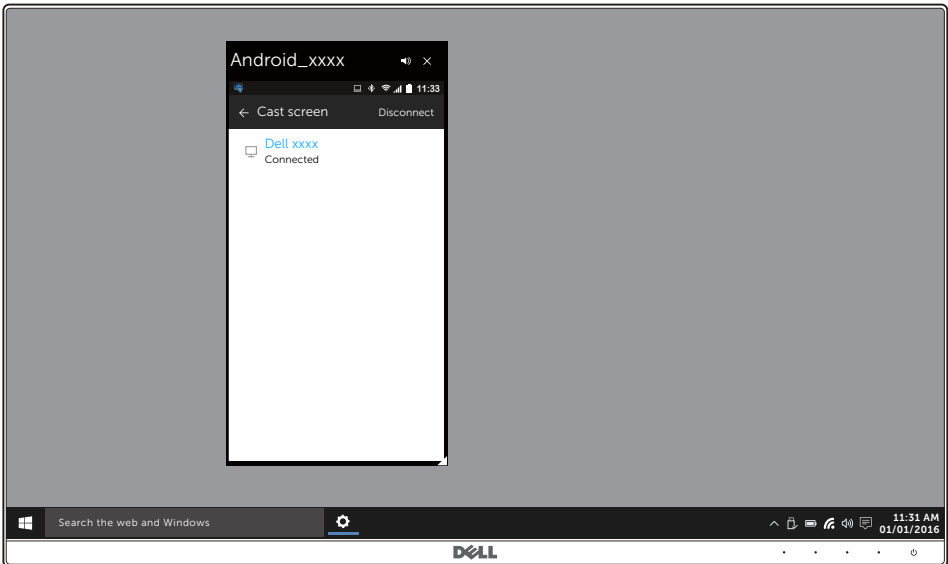 Android_xxxx
11:33
Cast screen
Disconnect
Dell xxxx
Connected
Search the web and Windows
11:31 AM
01/01/2016
DELL